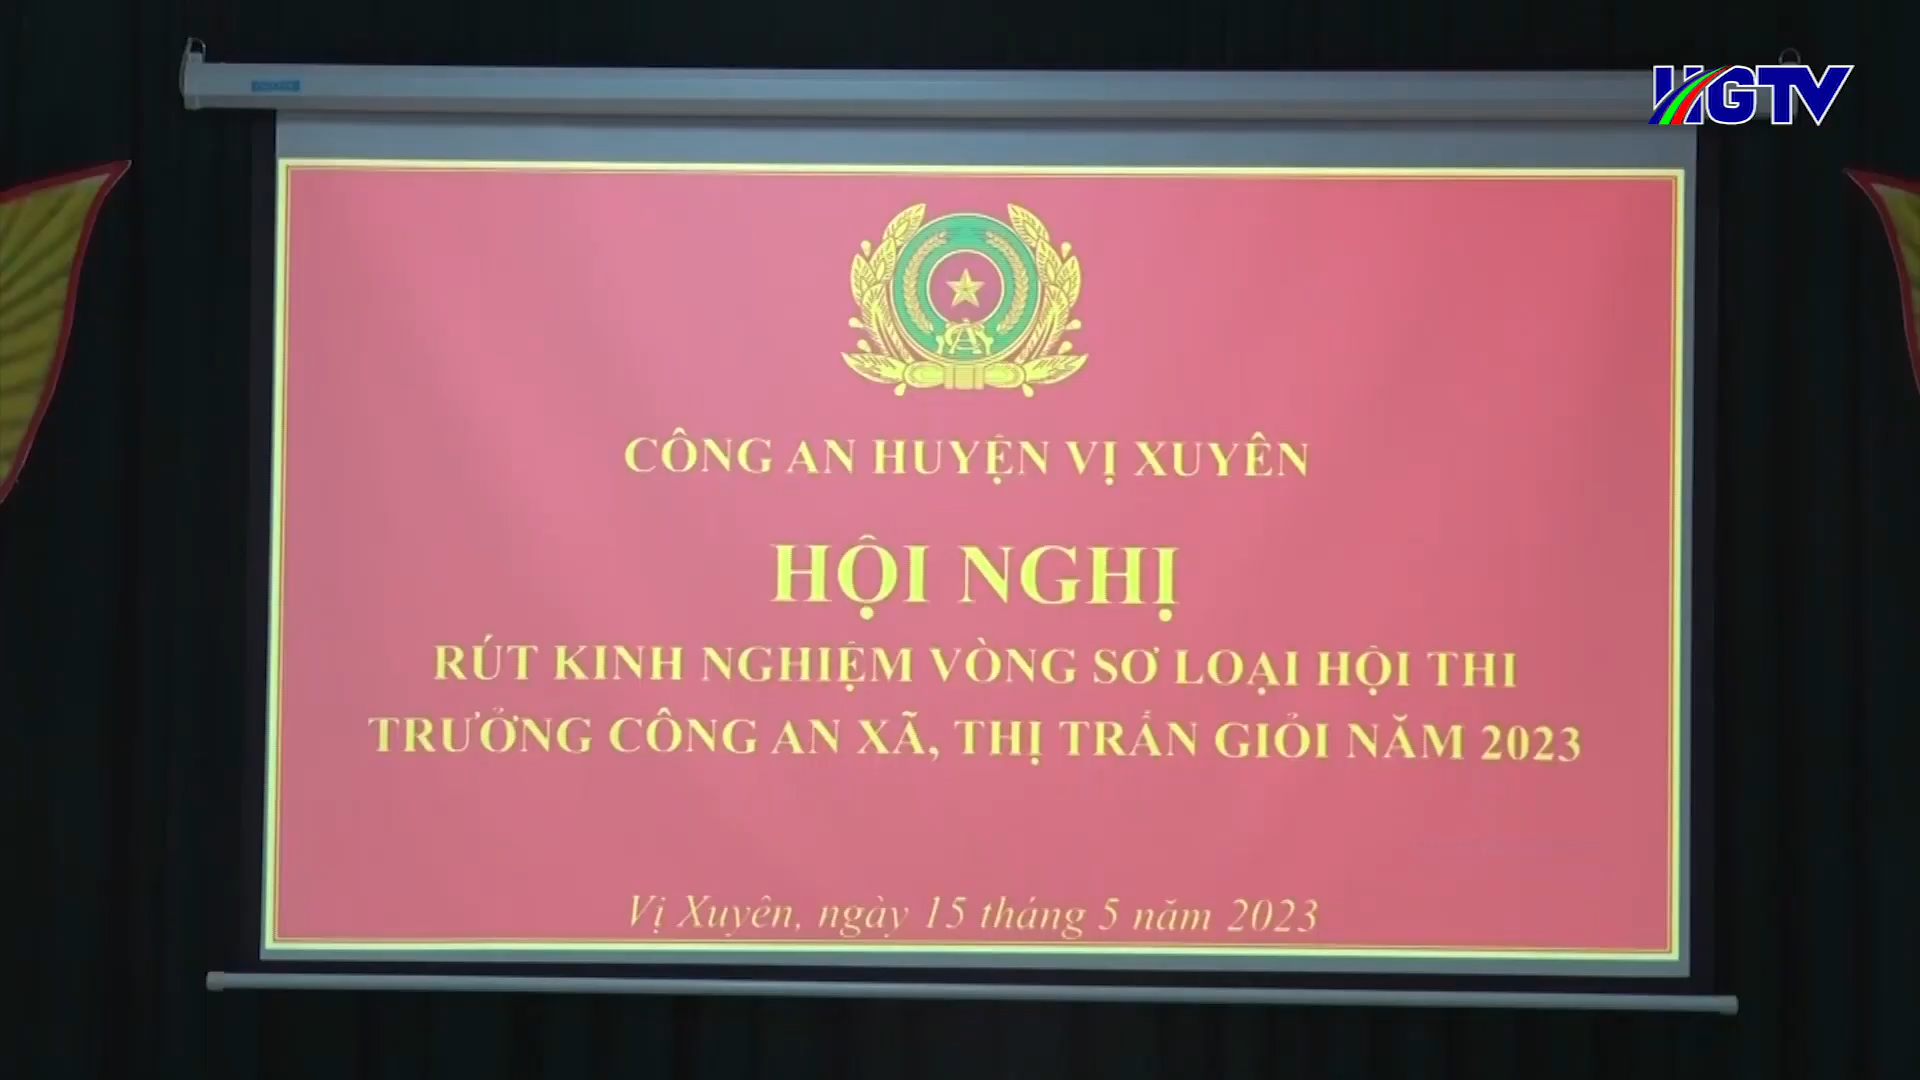 HGTV
CÔNG AN HUYỆN VỊ XUYÊN
HỘI NGHỊ
RÚT KINH NGHIỆM VÒNG SƠ LOẠI HỘI THI
TRƯỞNG CÔNG AN XÃ, THỊ TRẤN GIỎI NĂM 2023
Vị Xuyên, ngày 15 tháng 5 năm 2023